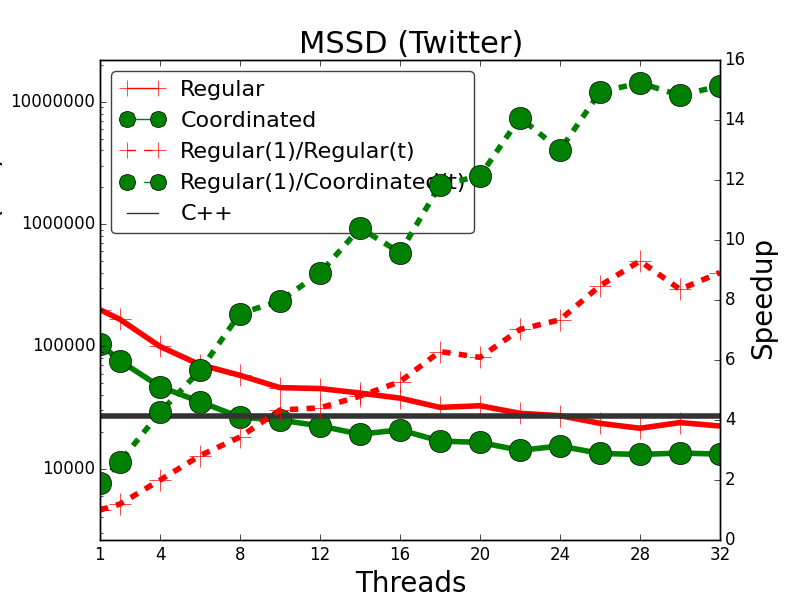 MSSD (Twitter)
Regular
Coordinated
Regular(1)/Regular(t)
Regular(1)/Coordinated(t)
C++
10000000
1000000
100000
10000
16
14
12
10
8
6
4
2
0
Speedup
1 4 8 12 16 20 24 28 32
Threads